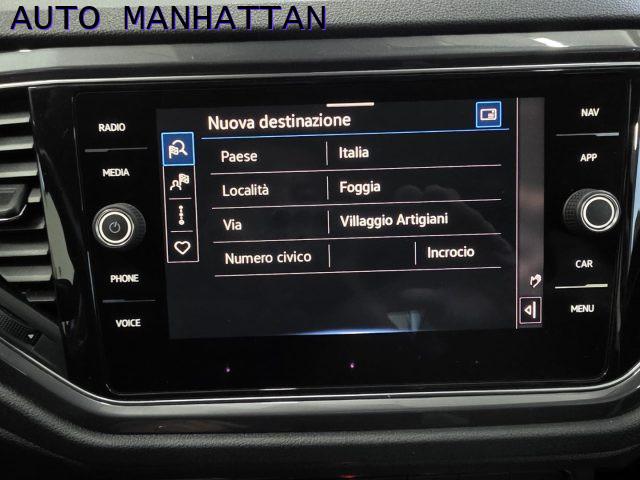 AUTO MANHATTAN
RADIO
MEDIA
PHONE
VOICE
Nuova destinazione
Paese Italia
Località Foggia
Via Villaggio Artigiani
Numero civico Incrocio
NAV
APP
CAR
MENU